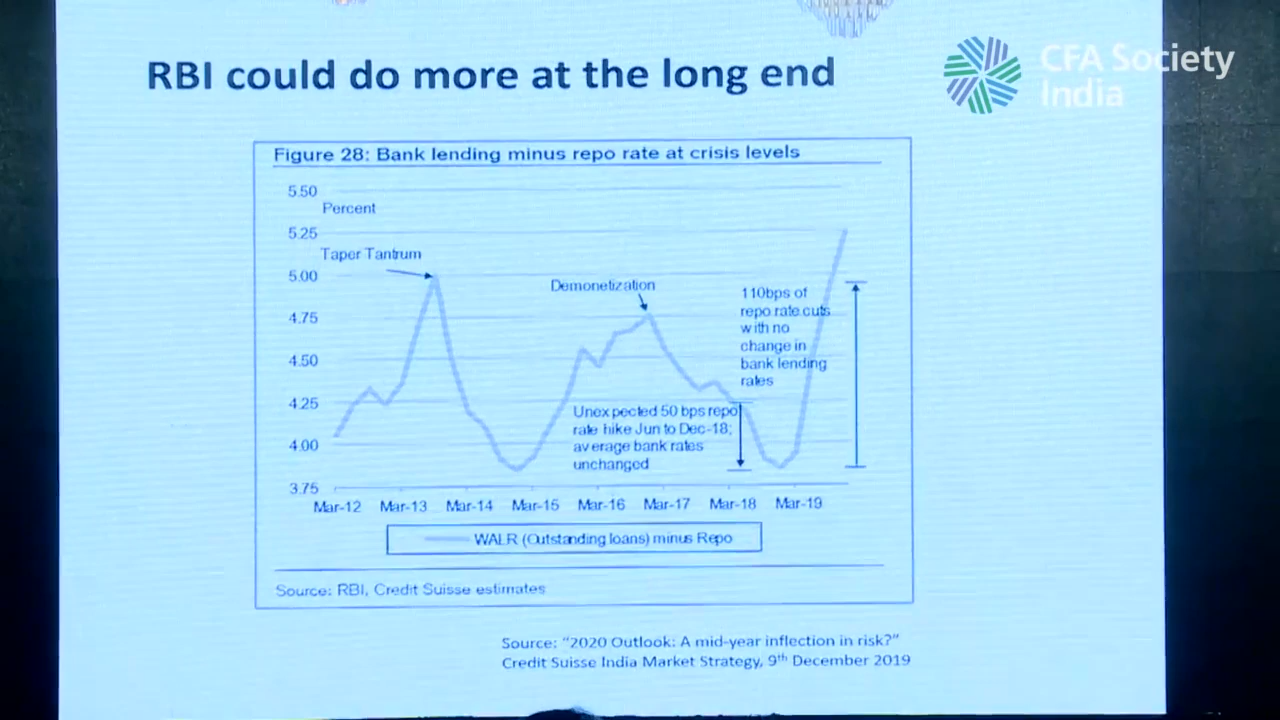 RBI could do more at the long end
CFA Society
India
Figure 28: Bank lending minus repo rate at crisis levels
5.50
Percent
5.25
Taper Tantrum
5.00
Demonetization
110bps of
repo rate cuts
with no
change in
bank lending
rates
4.75
4.50
4.25
Unexpected 50 bps repo
rate hike Jun to Dec-18;
average bank rates
unchanged
4.00
3.75
Mar-12 Mar-13 Mar-14 Mar-15 Mar-16 Mar-17 Mar-18 Mar-19
WALR (Outstanding loans) minus Repo
Source: RBI, Credit Suisse estimates
Source: “2020 Outlook: A mid-year inflection in risk?”
Credit Suisse India Market Strategy, 9th December 2019